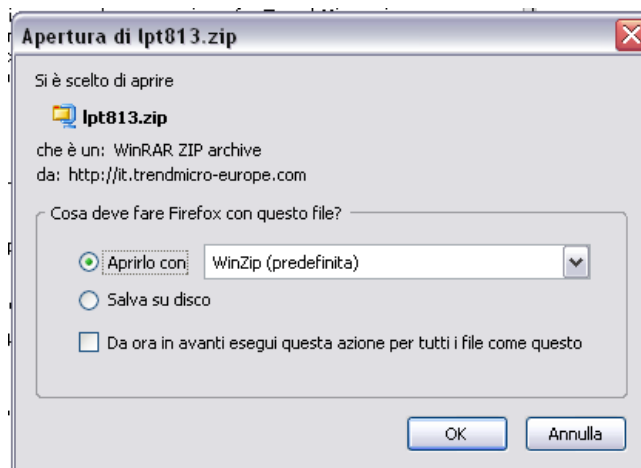 Apertura di lpt813.zip
Si è scelto di aprire
lpt813.zip
che è un: WinRAR ZIP archive
da: http://it.trendmicro-europe.com
Cosa deve fare Firefox con questo file?
Aprirlo con WinZip (predefinita)
Salva su disco
Da ora in avanti esegui questa azione per tutti i file come questo
OK Annulla